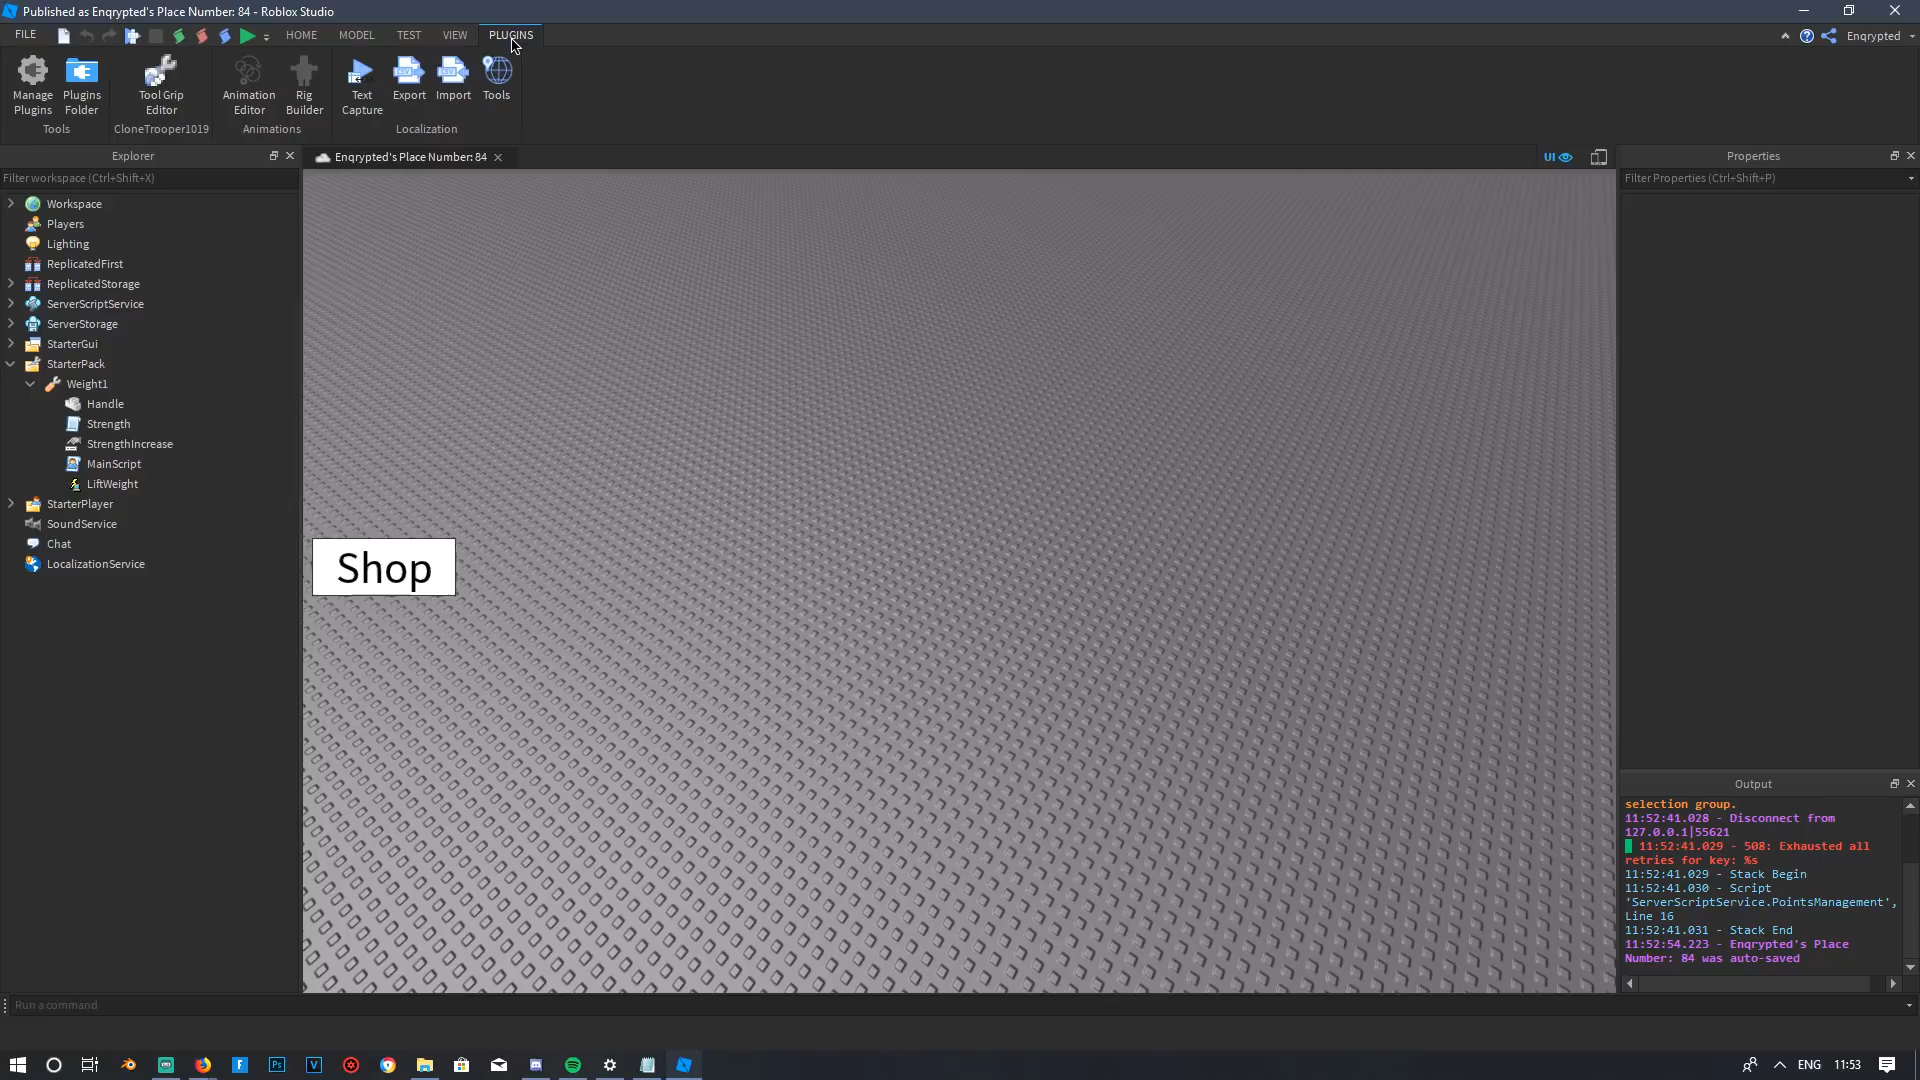 Published as Enqrypted's Place Number: 84 - Roblox Studio
FILE HOME MODEL TEST VIEW PLUGINS Enqrypted
Manage Plugins
Plugins Folder
Tool Grip Editor
Animation Editor
Rig Builder
Text Capture
Export
Import
Tools
Tools CloneTrooper1019 Animations Localization
Explorer
Filter workspace (Ctrl+Shift+X)
Workspace
Players
Lighting
ReplicatedFirst
ReplicatedStorage
ServerScriptService
ServerStorage
StarterGui
StarterPack
Weight1
Handle
Strength
StrengthIncrease
MainScript
LiftWeight
StarterPlayer
SoundService
Chat
LocalizationService
Enqrypted's Place Number: 84
UI
Shop
Properties
Filter Properties (Ctrl+Shift+P)
Output
selection group.
11:52:41.028 - Disconnect from
127.0.0.1|55621
11:52:41.029 - 508: Exhausted all
retries for key: %s
11:52:41.029 - Stack Begin
11:52:41.030 - Script
'ServerScriptService.PointsManagement',
Line 16
11:52:41.031 - Stack End
11:52:54.223 - Enqrypted's Place
Number: 84 was auto-saved
Run a command
ENG 11:53